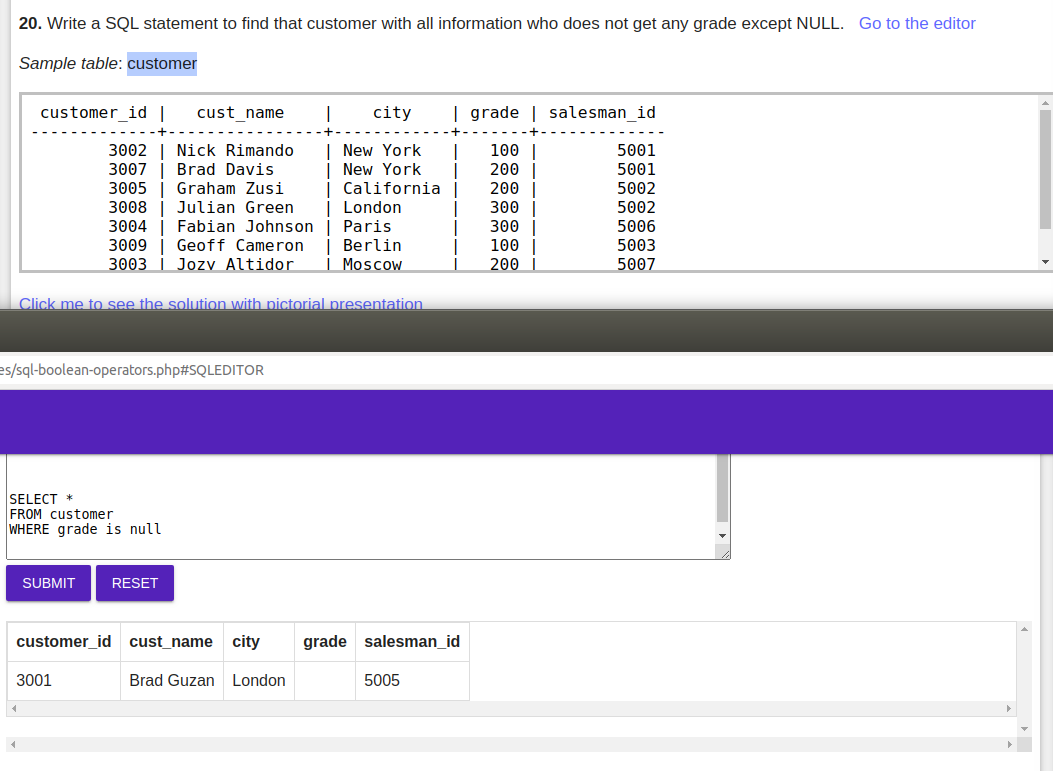 20. Write a SQL statement to find that customer with all information who does not get any grade except NULL. Go to the editor
Sample table: customer
customer_id | cust_name | city | grade | salesman_id
-------------+----------------+------------+-------+-------------
3002 | Nick Rimando | New York | 100 | 5001
3007 | Brad Davis | New York | 200 | 5001
3005 | Graham Zusi | California | 200 | 5002
3008 | Julian Green | London | 300 | 5002
3004 | Fabian Johnson | Paris | 300 | 5006
3009 | Geoff Cameron | Berlin | 100 | 5003
3003 | Jozy Altidor | Moscow | 200 | 5007
Click me to see the solution with pictorial presentation
es/sql-boolean-operators.php#SQLEDITOR
SELECT *
FROM customer
WHERE grade is null
SUBMIT RESET
customer_id cust_name city grade salesman_id
3001 Brad Guzan London 5005